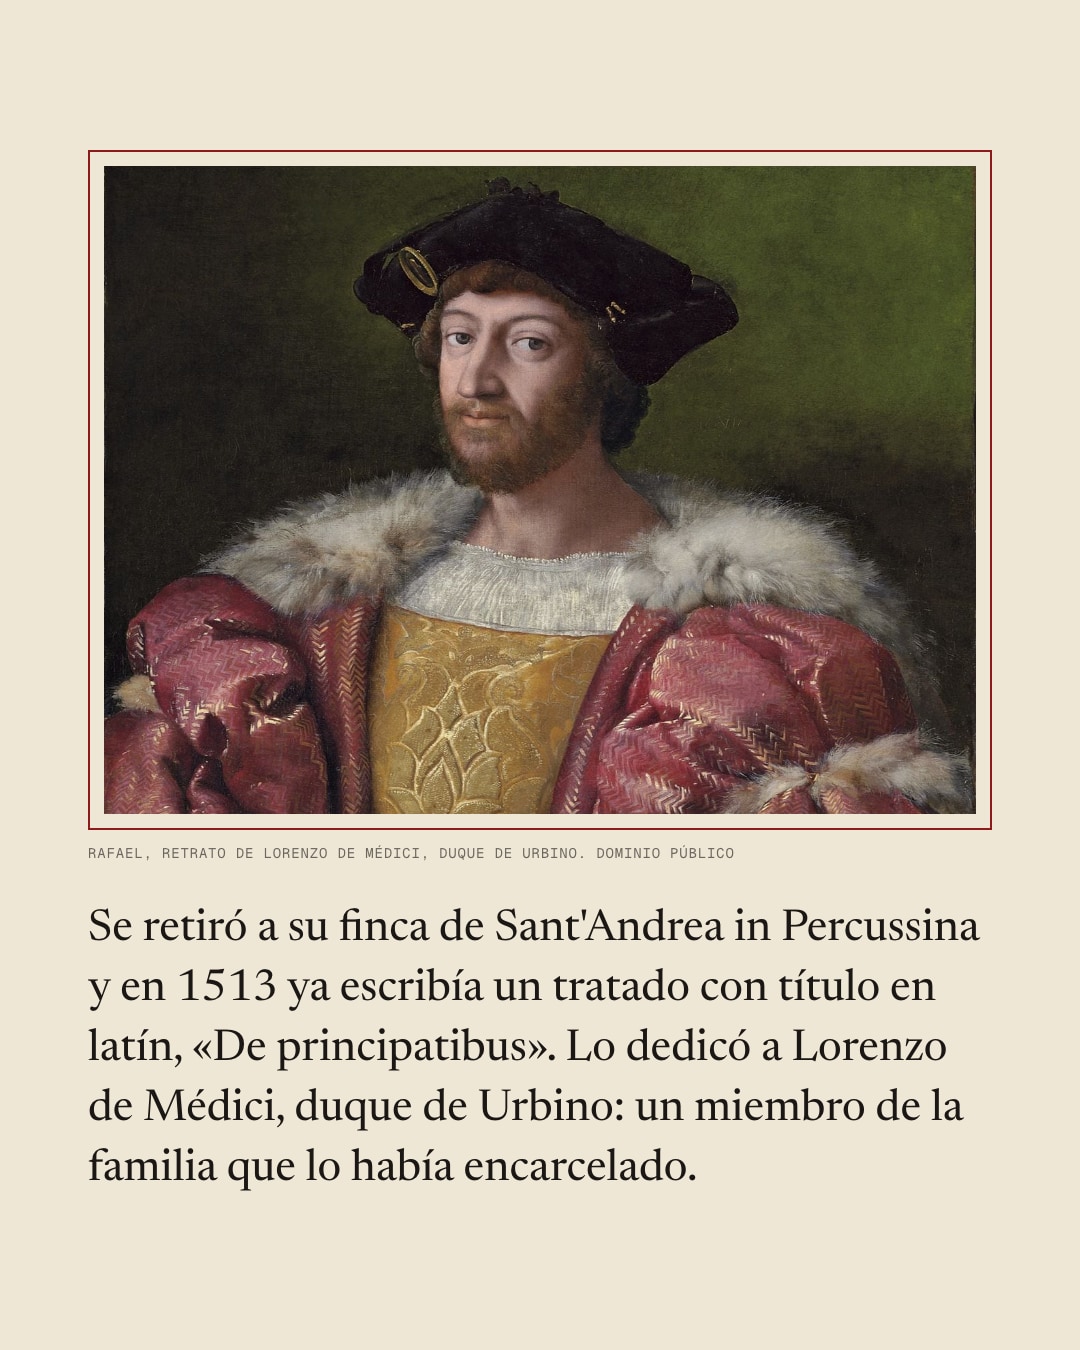 RAFAEL, RETRATO DE LORENZO DE MÉDICI, DUQUE DE URBINO. DOMINIO PÚBLICO
Se retiró a su finca de Sant'Andrea in Percussina
y en 1513 ya escribía un tratado con título en
latín, «De principatibus». Lo dedicó a Lorenzo
de Médici, duque de Urbino: un miembro de la
familia que lo había encarcelado.